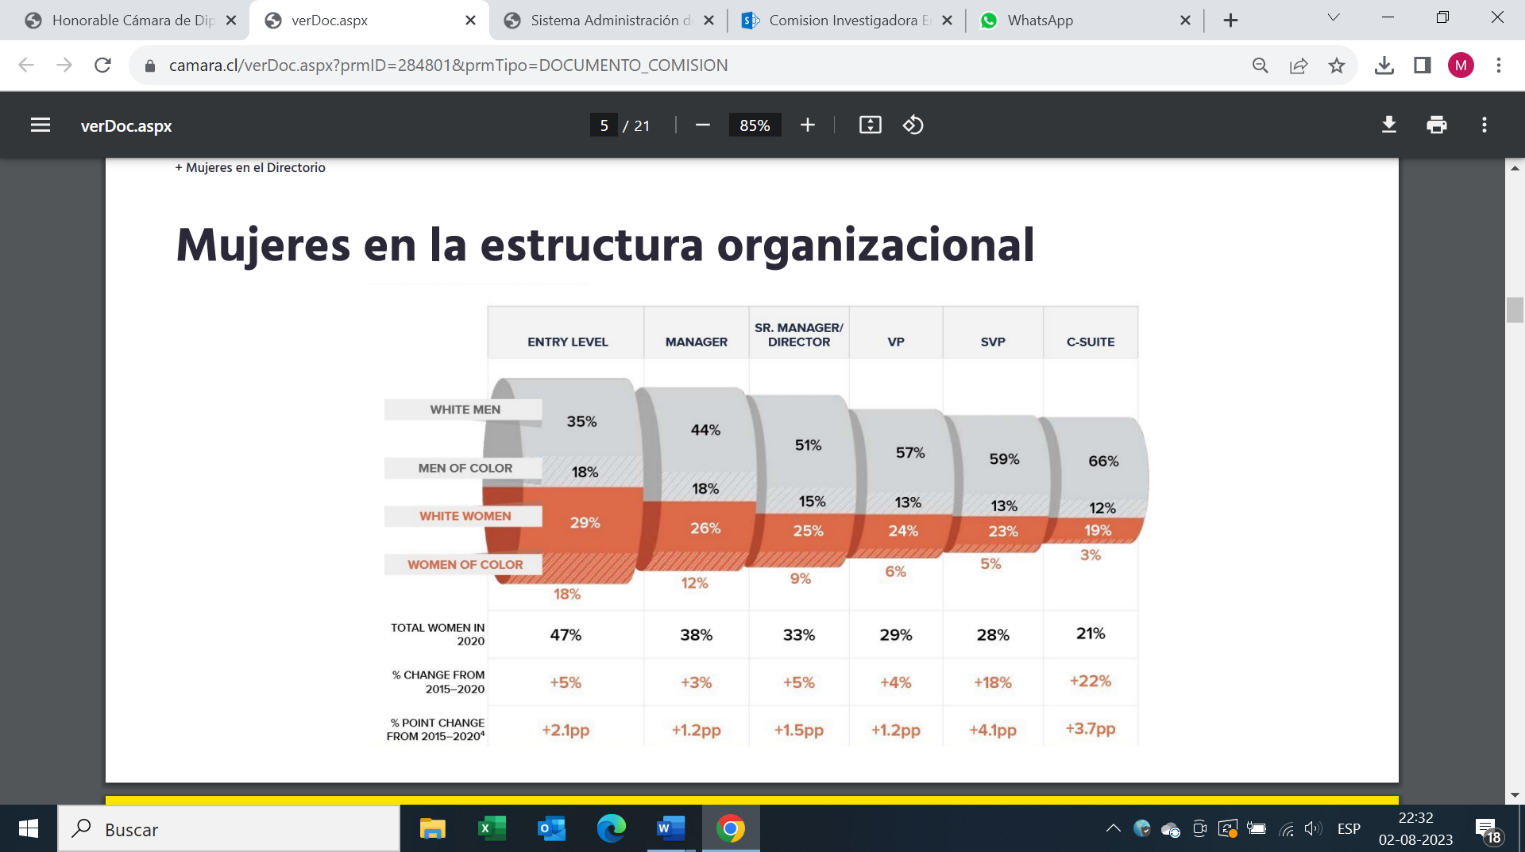 Honorable Cámara de Dip
verDoc.aspx
Sistema Administración d
Comision Investigadora E
WhatsApp
camara.cl/verDoc.aspx?prmID=284801&prmTipo=DOCUMENTO_COMISION
M
verDoc.aspx
5 / 21
85%
+ Mujeres en el Directorio
Mujeres en la estructura organizacional
ENTRY LEVEL
MANAGER
SR. MANAGER/
DIRECTOR
VP
SVP
C-SUITE
WHITE MEN
35%
44%
51%
57%
59%
66%
MEN OF COLOR
18%
18%
15%
13%
13%
12%
WHITE WOMEN
29%
26%
25%
24%
23%
19%
WOMEN OF COLOR
18%
12%
9%
6%
5%
3%
TOTAL WOMEN IN
2020
47%
38%
33%
29%
28%
21%
% CHANGE FROM
2015–2020
+5%
+3%
+5%
+4%
+18%
+22%
% POINT CHANGE
FROM 2015–2020⁴
+2.1pp
+1.2pp
+1.5pp
+1.2pp
+4.1pp
+3.7pp
Buscar
ESP
22:32
02-08-2023
18